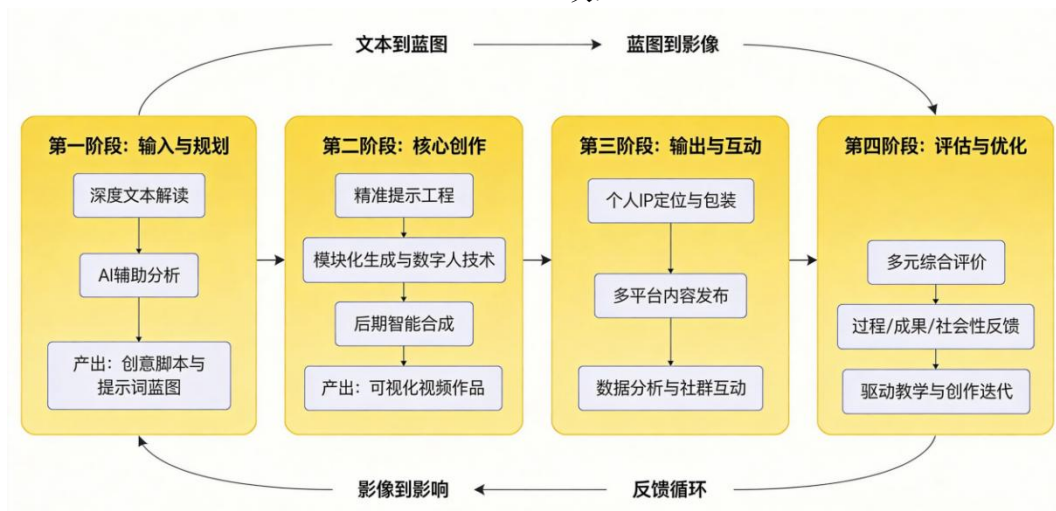 文本到蓝图
蓝图到影像
第一阶段：输入与规划
深度文本解读
AI辅助分析
产出：创意脚本与
提示词蓝图
第二阶段：核心创作
精准提示工程
模块化生成与数字人技术
后期智能合成
产出：可视化视频作品
第三阶段：输出与互动
个人IP定位与包装
多平台内容发布
数据分析与社群互动
第四阶段：评估与优化
多元综合评价
过程/成果/社会性反馈
驱动教学与创作迭代
影像到影响
反馈循环